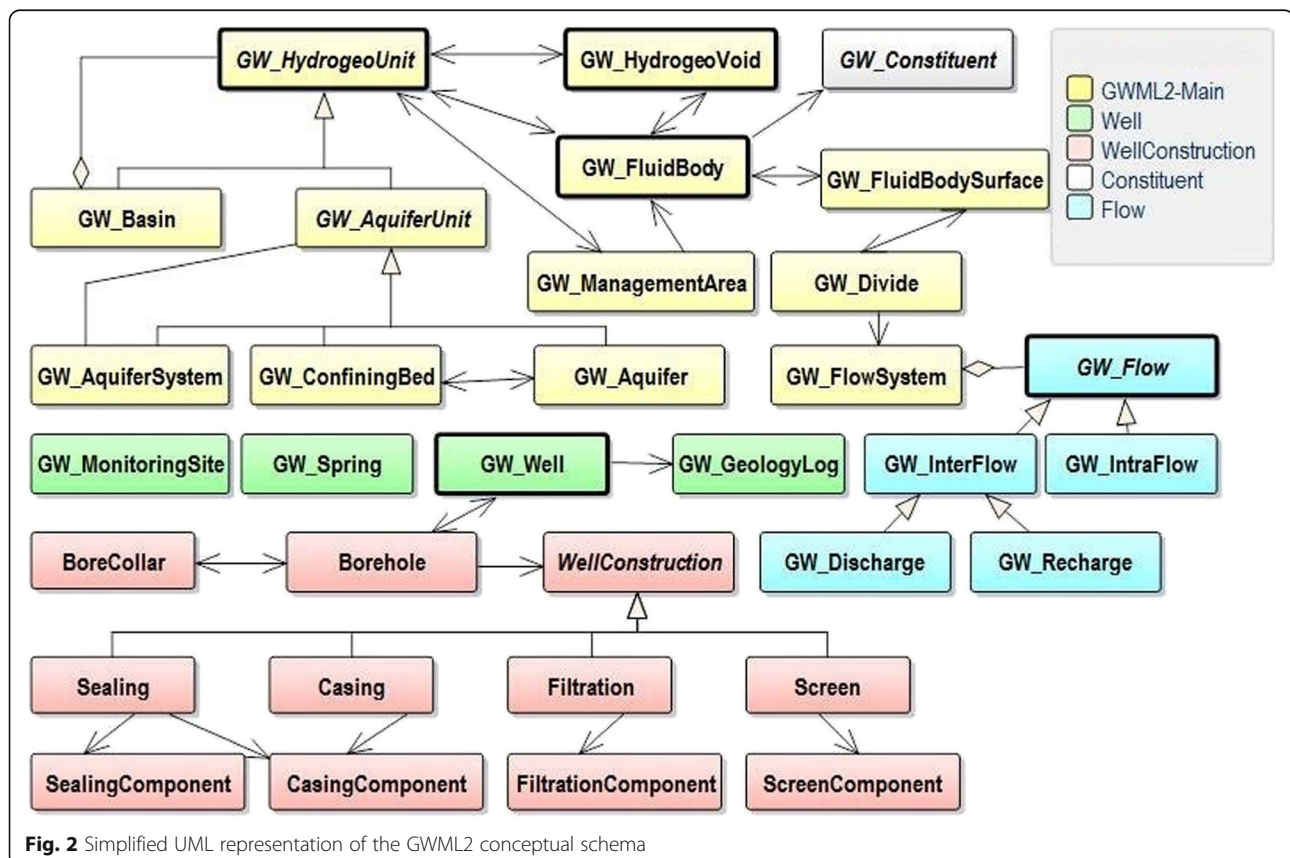 GW_HydrogeoUnit
GW_HydrogeoVoid
GW_Constituent
GWML2-Main
Well
WellConstruction
Constituent
Flow
GW_FluidBody
GW_FluidBodySurface
GW_Basin
GW_AquiferUnit
GW_ManagementArea
GW_Divide
GW_AquiferSystem
GW_ConfiningBed
GW_Aquifer
GW_FlowSystem
GW_Flow
GW_MonitoringSite
GW_Spring
GW_Well
GW_GeologyLog
GW_InterFlow
GW_IntraFlow
BoreCollar
Borehole
WellConstruction
GW_Discharge
GW_Recharge
Sealing
Casing
Filtration
Screen
SealingComponent
CasingComponent
FiltrationComponent
ScreenComponent
Fig. 2 Simplified UML representation of the GWML2 conceptual schema